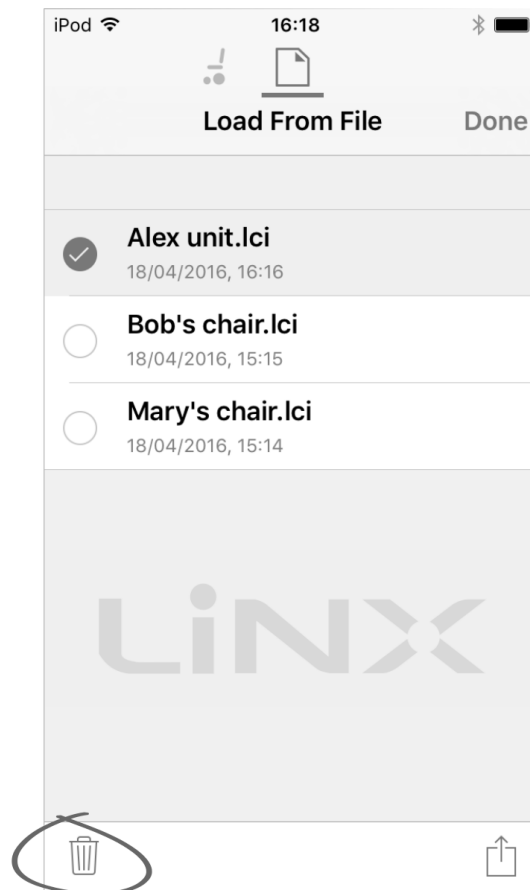 iPod 16:18
Load From File Done
Alex unit.lci
18/04/2016, 16:16
Bob's chair.lci
18/04/2016, 15:15
Mary's chair.lci
18/04/2016, 15:14
LiNX